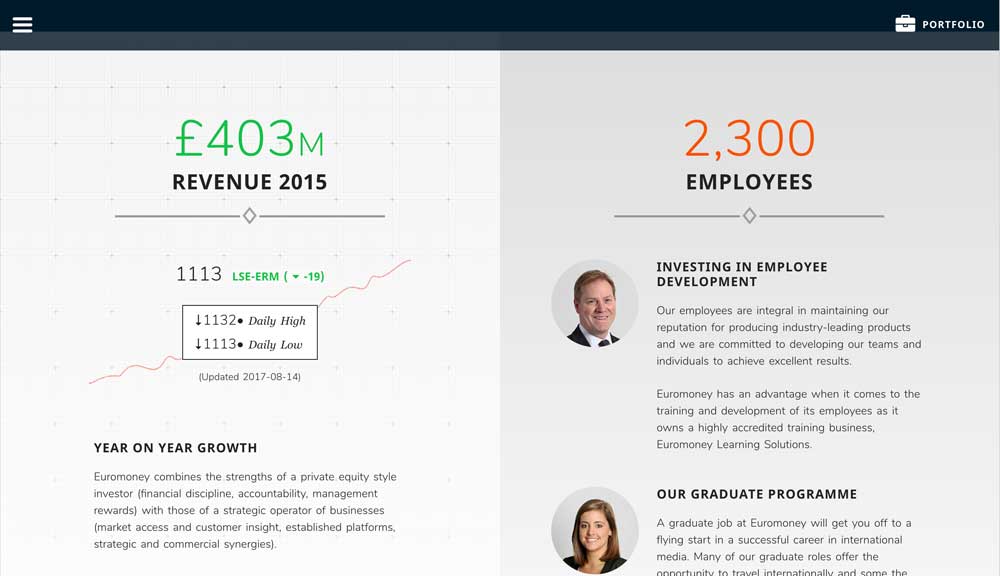 PORTFOLIO
£403M
REVENUE 2015
1113 LSE-ERM ( ▾ -19)
↓1132• Daily High
↓1113• Daily Low
(Updated 2017-08-14)
YEAR ON YEAR GROWTH
Euromoney combines the strengths of a private equity style
investor (financial discipline, accountability, management
rewards) with those of a strategic operator of businesses
(market access and customer insight, established platforms,
strategic and commercial synergies).
2,300
EMPLOYEES
INVESTING IN EMPLOYEE
DEVELOPMENT
Our employees are integral in maintaining our
reputation for producing industry-leading products
and we are committed to developing our teams and
individuals to achieve excellent results.
Euromoney has an advantage when it comes to the
training and development of its employees as it
owns a highly accredited training business,
Euromoney Learning Solutions.
OUR GRADUATE PROGRAMME
A graduate job at Euromoney will get you off to a
flying start in a successful career in international
media. Many of our graduate roles offer the
opportunity to travel internationally and some the